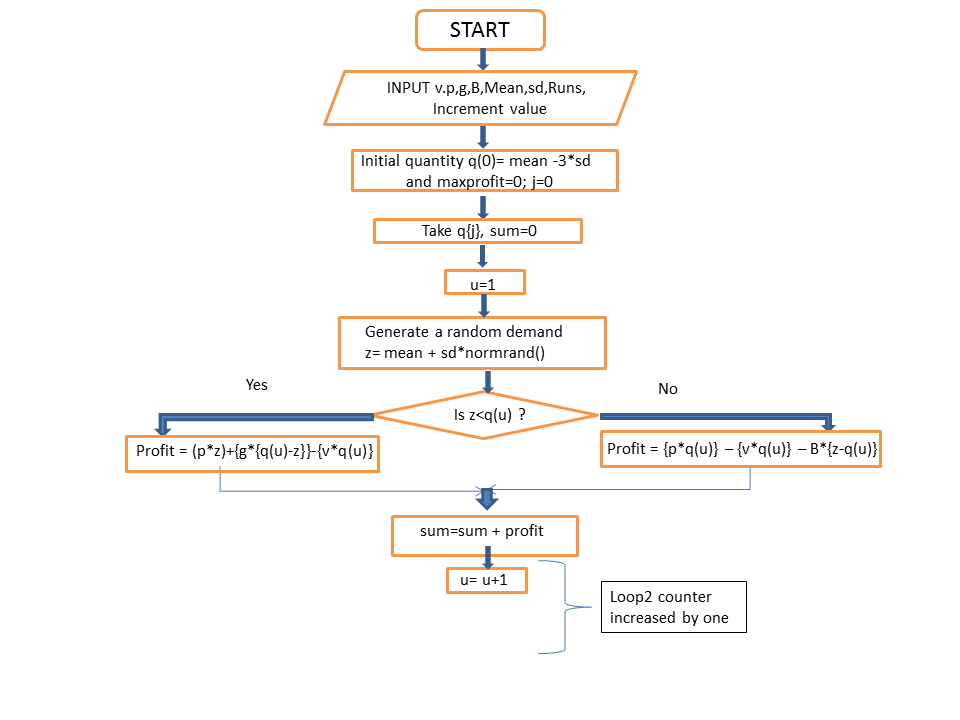 START
INPUT v.p,g,B,Mean,sd,Runs,
Increment value
Initial quantity q(0)= mean -3*sd
and maxprofit=0; j=0
Take q{j}, sum=0
u=1
Generate a random demand
z= mean + sd*normrand()
Yes
No
Is z<q(u) ?
Profit = (p*z)+{g*{q(u)-z}}-{v*q(u)}
Profit = {p*q(u)} – {v*q(u)} – B*{z-q(u)}
sum=sum + profit
u= u+1
Loop2 counter
increased by one